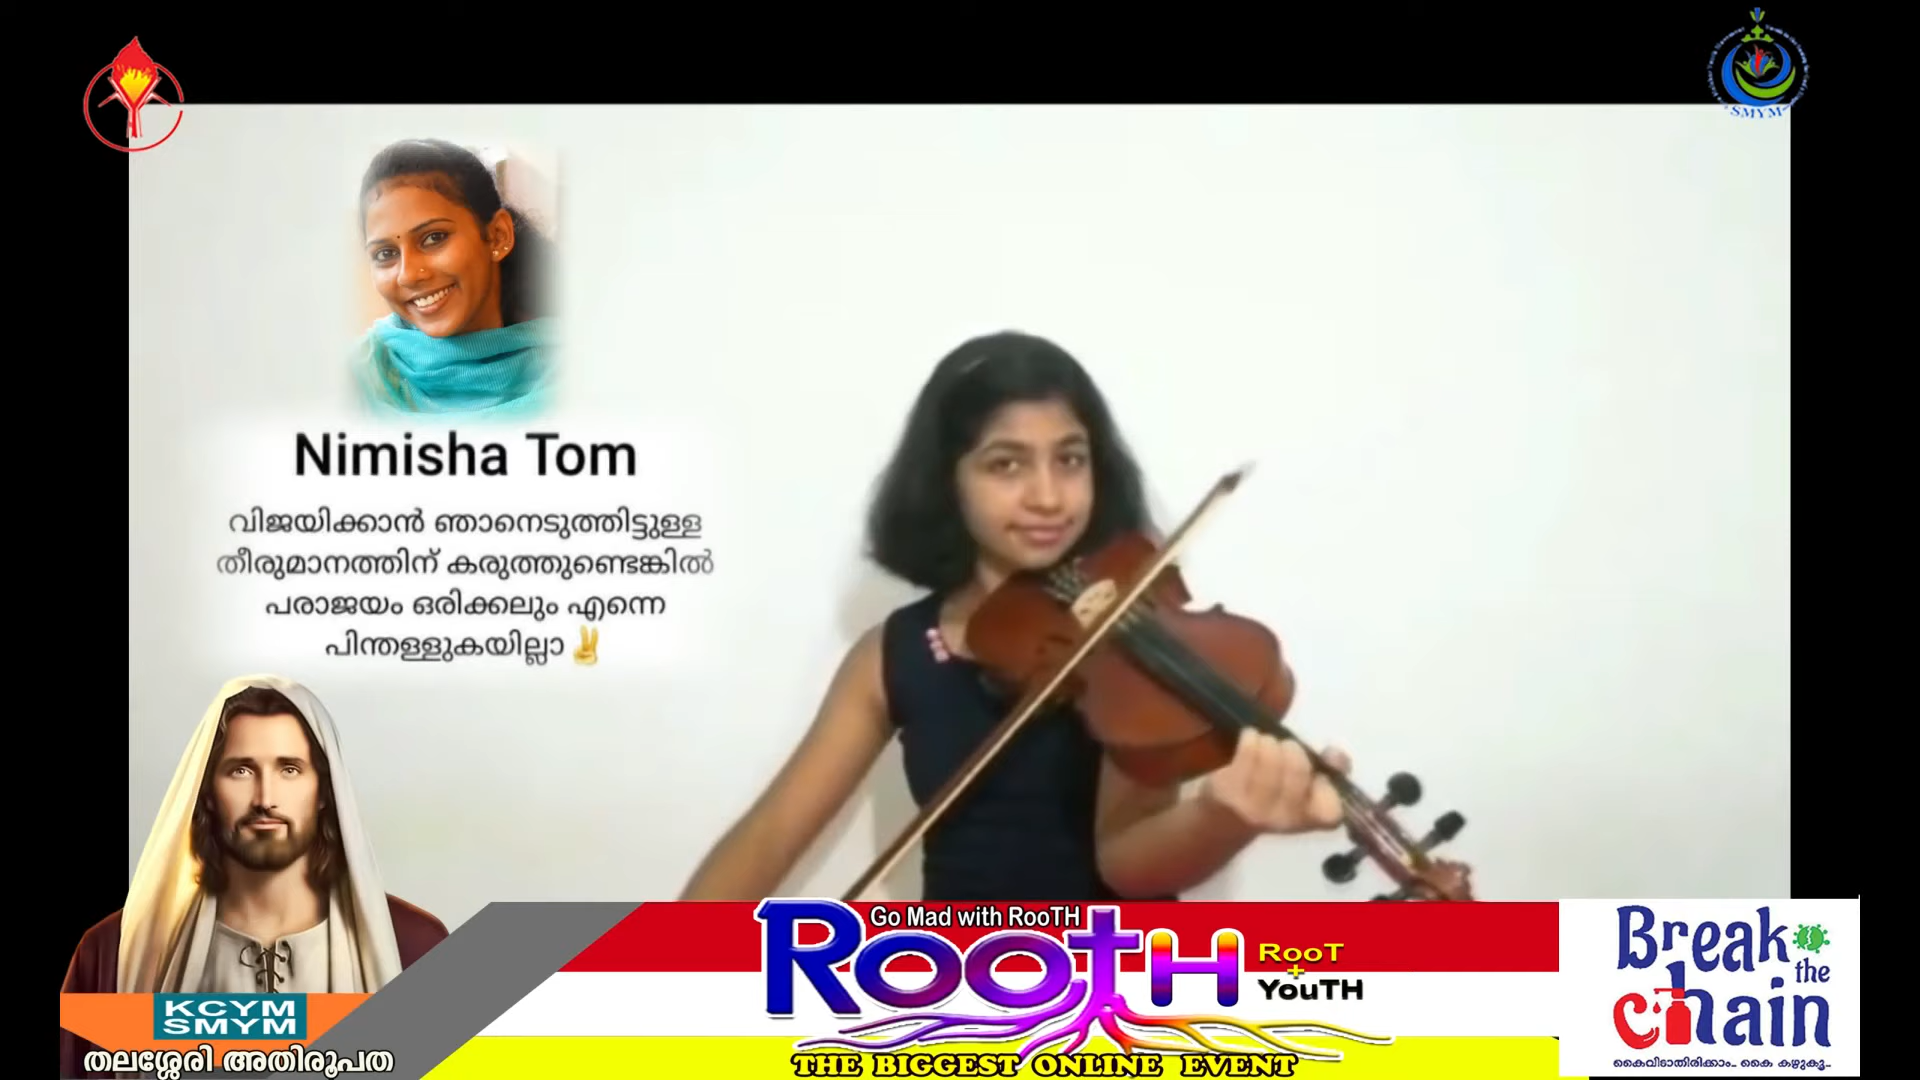 SMYM
Nimisha Tom
വിജയിക്കാൻ ഞാനെടുത്തിട്ടുള്ള
തീരുമാനത്തിന് കരുത്തുണ്ടെങ്കിൽ
പരാജയം ഒരിക്കലും എന്നെ
പിന്തള്ളുകയില്ലാ✌
Go Mad with RooTH
RootH
RooT
+
YouTH
THE BIGGEST ONLINE EVENT
KCYM
SMYM
തലശ്ശേരി അതിരൂപത
Break
the
chain
കൈവിടാതിരിക്കാം.. കൈ കഴുകൂ..